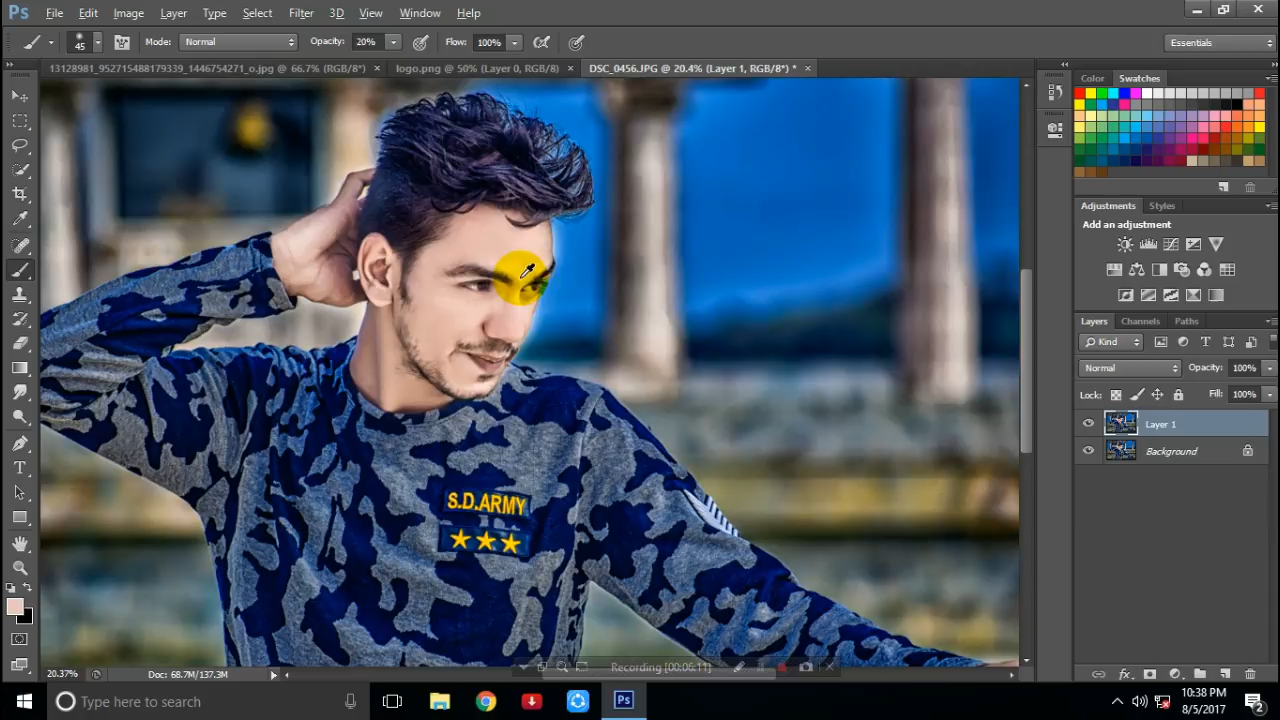 Ps File Edit Image Layer Type Select Filter 3D View Window Help
45 Mode: Normal Opacity: 20% Flow: 100% Essentials
13128981_952715488179339_1446754271_o.jpg @ 66.7% (RGB/8*) × logo.png @ 50% (Layer 0, RGB/8) × DSC_0456.JPG @ 20.4% (Layer 1, RGB/8*) * ×
Color Swatches
Adjustments Styles
Add an adjustment
Layers Channels Paths
Kind
Normal Opacity: 100%
Lock: Fill: 100%
Layer 1
Background
S.D.ARMY
T
Recording [00:06:11]
20.37% Doc: 68.7M/137.3M
Type here to search
Ps
10:38 PM
8/5/2017
2